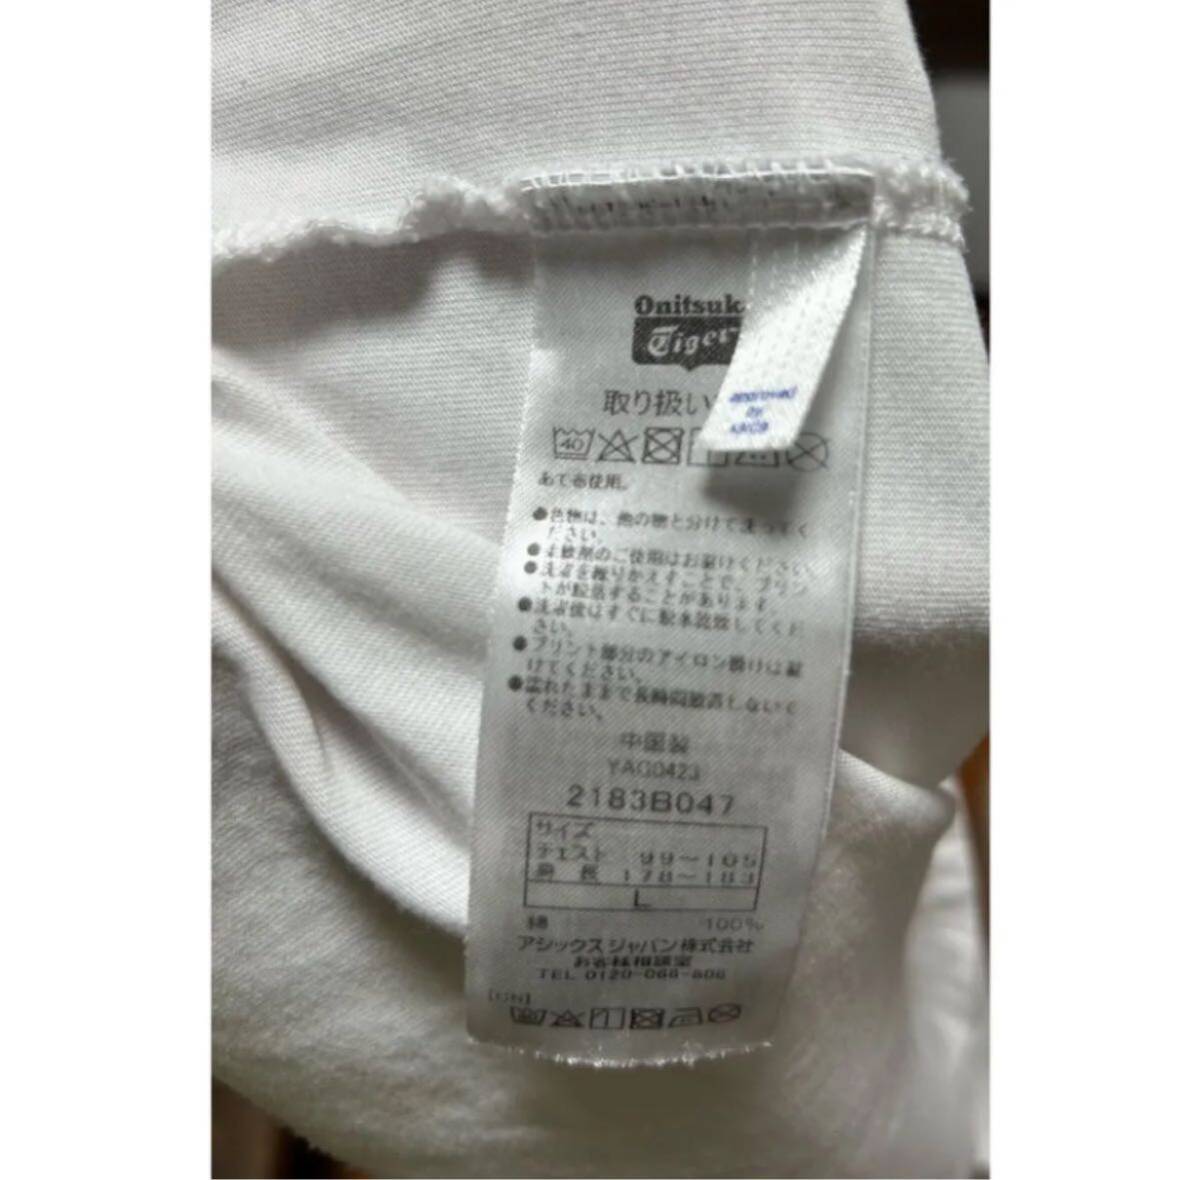 Onitsuk
Tiger
取り扱い
approved
by
40
あて布使用。
●色物は、他の物と分けて洗ってく
ださい。
●漂白剤のご使用はお避けください
●洗濯を繰りかえすことで、プリン
トが脱落することがあります。
●洗濯後はすぐに脱水乾燥してくだ
さい。
●プリント部分のアイロン掛けは避
けてください。
●濡れたままで長時間放置しないで
ください。
中国製
YAG0423
2183B047
サイズ
チェスト 99〜105
身長 178〜183
L
綿 100%
アシックスジャパン株式会社
お客様相談室
TEL 0120-068-806
[CN]